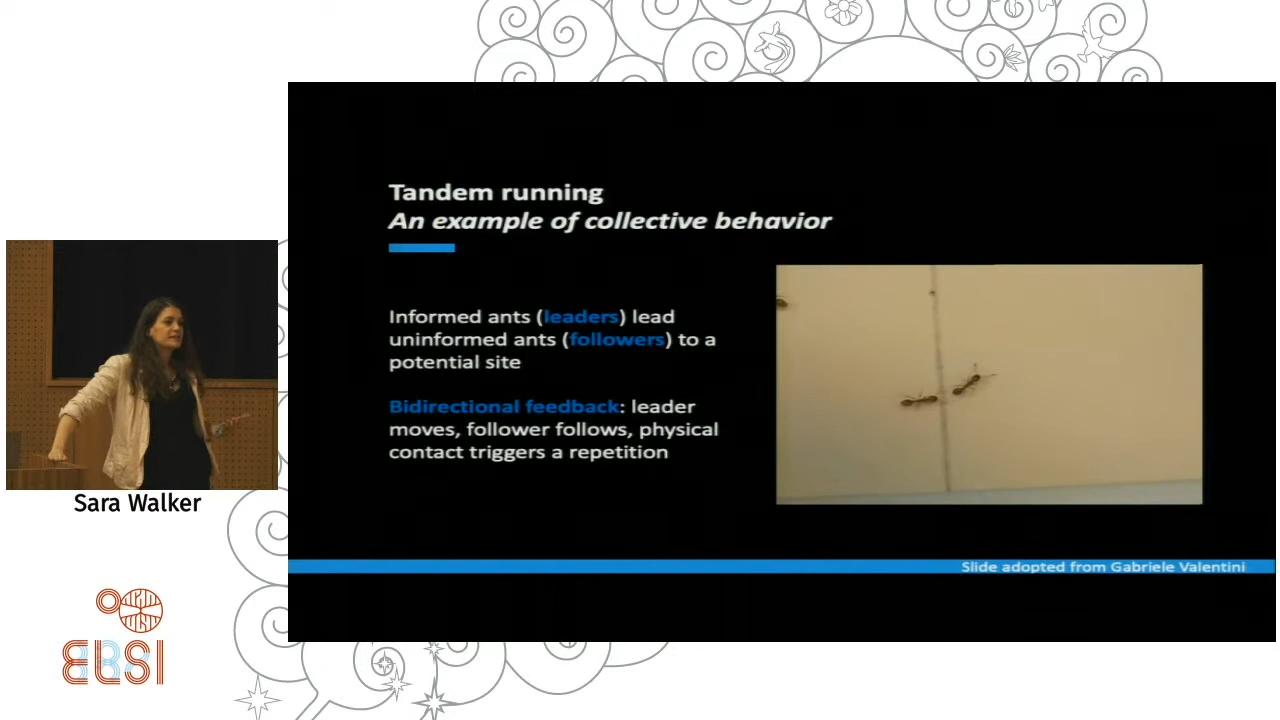 Tandem running
An example of collective behavior
Informed ants (leaders) lead
uninformed ants (followers) to a
potential site
Bidirectional feedback: leader
moves, follower follows, physical
contact triggers a repetition
Slide adopted from Gabriele Valentini
Sara Walker
ELSI